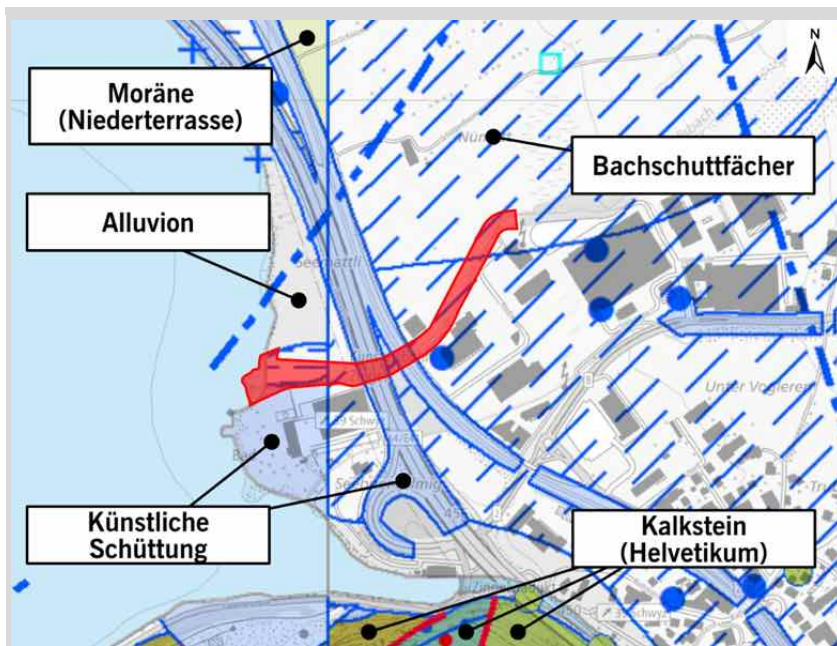 N
Moräne
(Niederterrasse)
Bachschuttfächer
Alluvion
Seemattli
Unter Vogleren
Künstliche
Schüttung
Kalkstein
(Helvetikum)